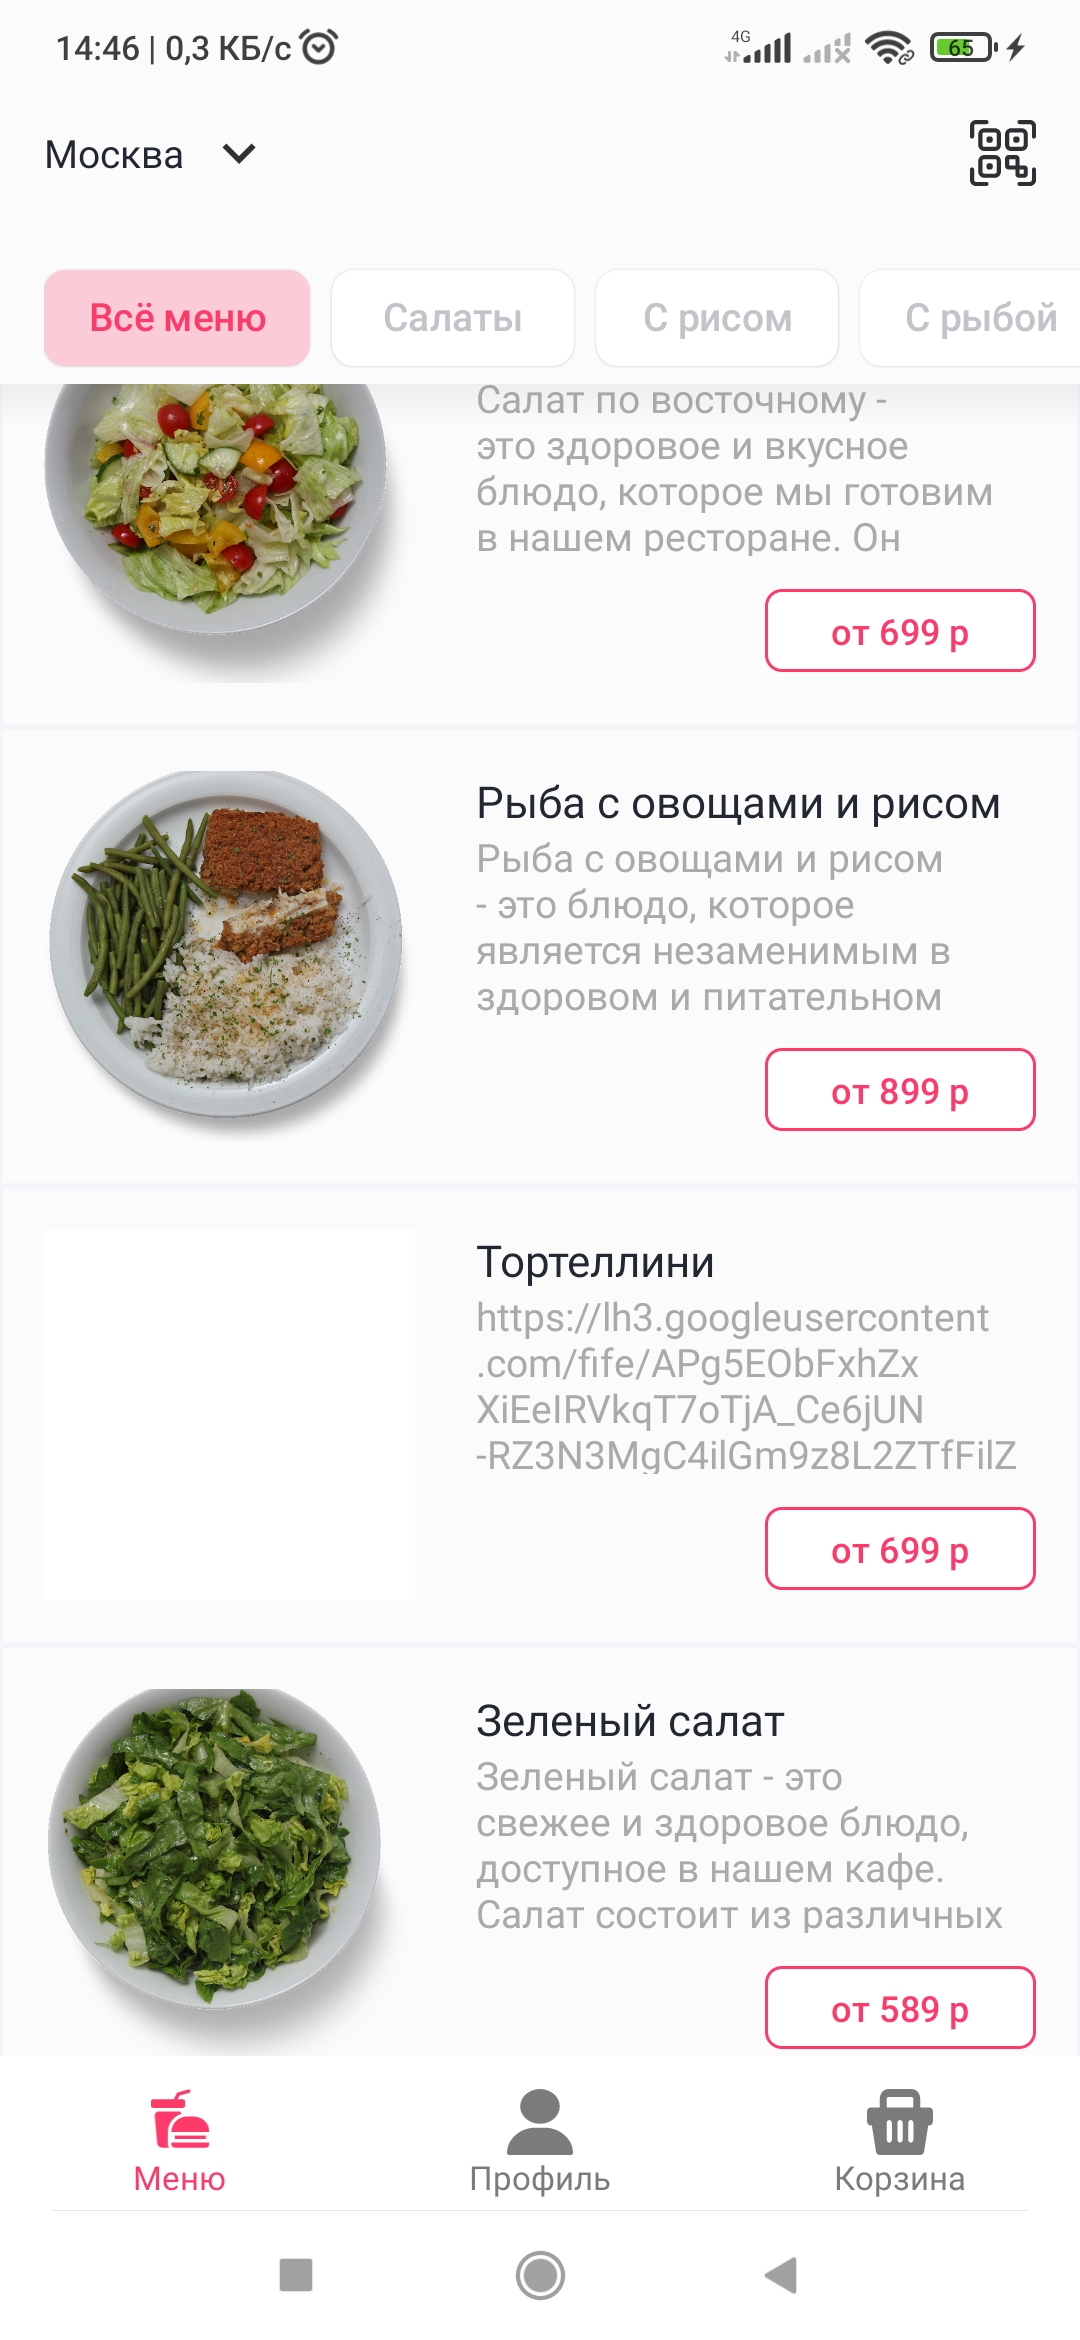 14:46 | 0,3 КБ/с
4G
65
Москва
Всё меню
Салаты
С рисом
С рыбой
Салат по восточному -
это здоровое и вкусное
блюдо, которое мы готовим
в нашем ресторане. Он
от 699 р
Рыба с овощами и рисом
Рыба с овощами и рисом
- это блюдо, которое
является незаменимым в
здоровом и питательном
от 899 р
Тортеллини
https://lh3.googleusercontent
.com/fife/APg5EObFxhZx
XiEeIRVkqT7oTjA_Ce6jUN
-RZ3N3MgC4ilGm9z8L2ZTfFilZ
от 699 р
Зеленый салат
Зеленый салат - это
свежее и здоровое блюдо,
доступное в нашем кафе.
Салат состоит из различных
от 589 р
Меню
Профиль
Корзина